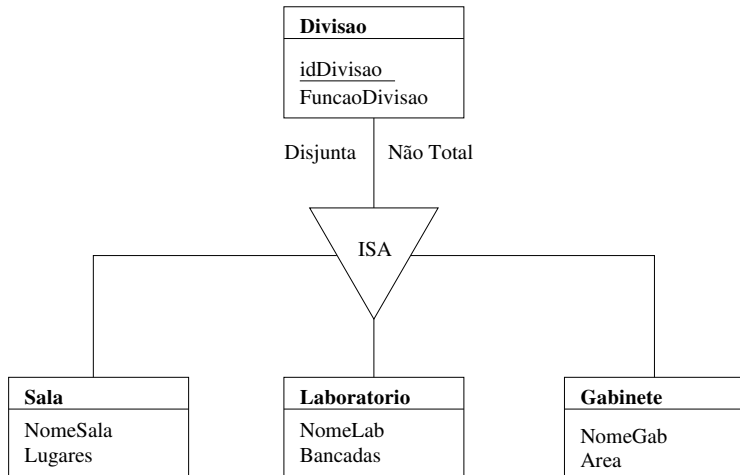 Divisao
idDivisao
FuncaoDivisao
Disjunta Não Total
ISA
Sala
NomeSala
Lugares
Laboratorio
NomeLab
Bancadas
Gabinete
NomeGab
Area